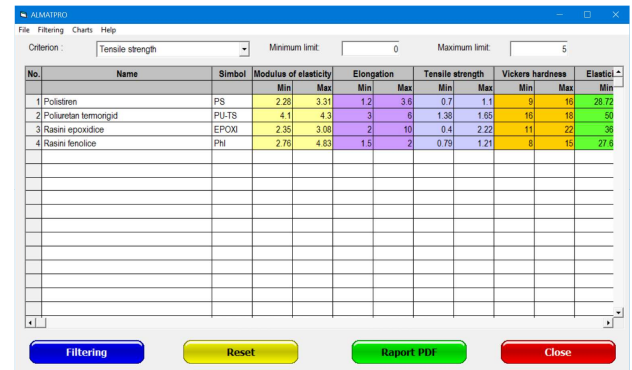 ALMATPRO
File Filtering Charts Help
Criterion : Tensile strength Minimum limit: 0 Maximum limit: 5
No. Name Simbol Modulus of elasticity Elongation Tensile strength Vickers hardness Elastici
Min Max Min Max Min Max Min Max Min
1 Polistiren PS 2.28 3.31 1.2 3.6 0.7 1.1 9 16 28.72
2 Poliuretan termorigid PU-TS 4.1 4.3 3 6 1.38 1.65 16 18 50
3 Rasini epoxidice EPOXI 2.35 3.08 2 10 0.4 2.22 11 22 36
4 Rasini fenolice Phl 2.76 4.83 1.5 2 0.79 1.21 8 15 27.6
Filtering Reset Raport PDF Close